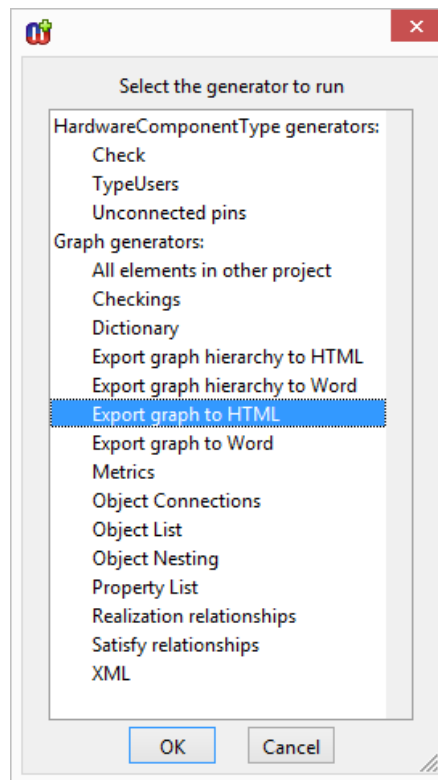 Select the generator to run
HardwareComponentType generators:
Check
TypeUsers
Unconnected pins
Graph generators:
All elements in other project
Checkings
Dictionary
Export graph hierarchy to HTML
Export graph hierarchy to Word
Export graph to HTML
Export graph to Word
Metrics
Object Connections
Object List
Object Nesting
Property List
Realization relationships
Satisfy relationships
XML
OK Cancel